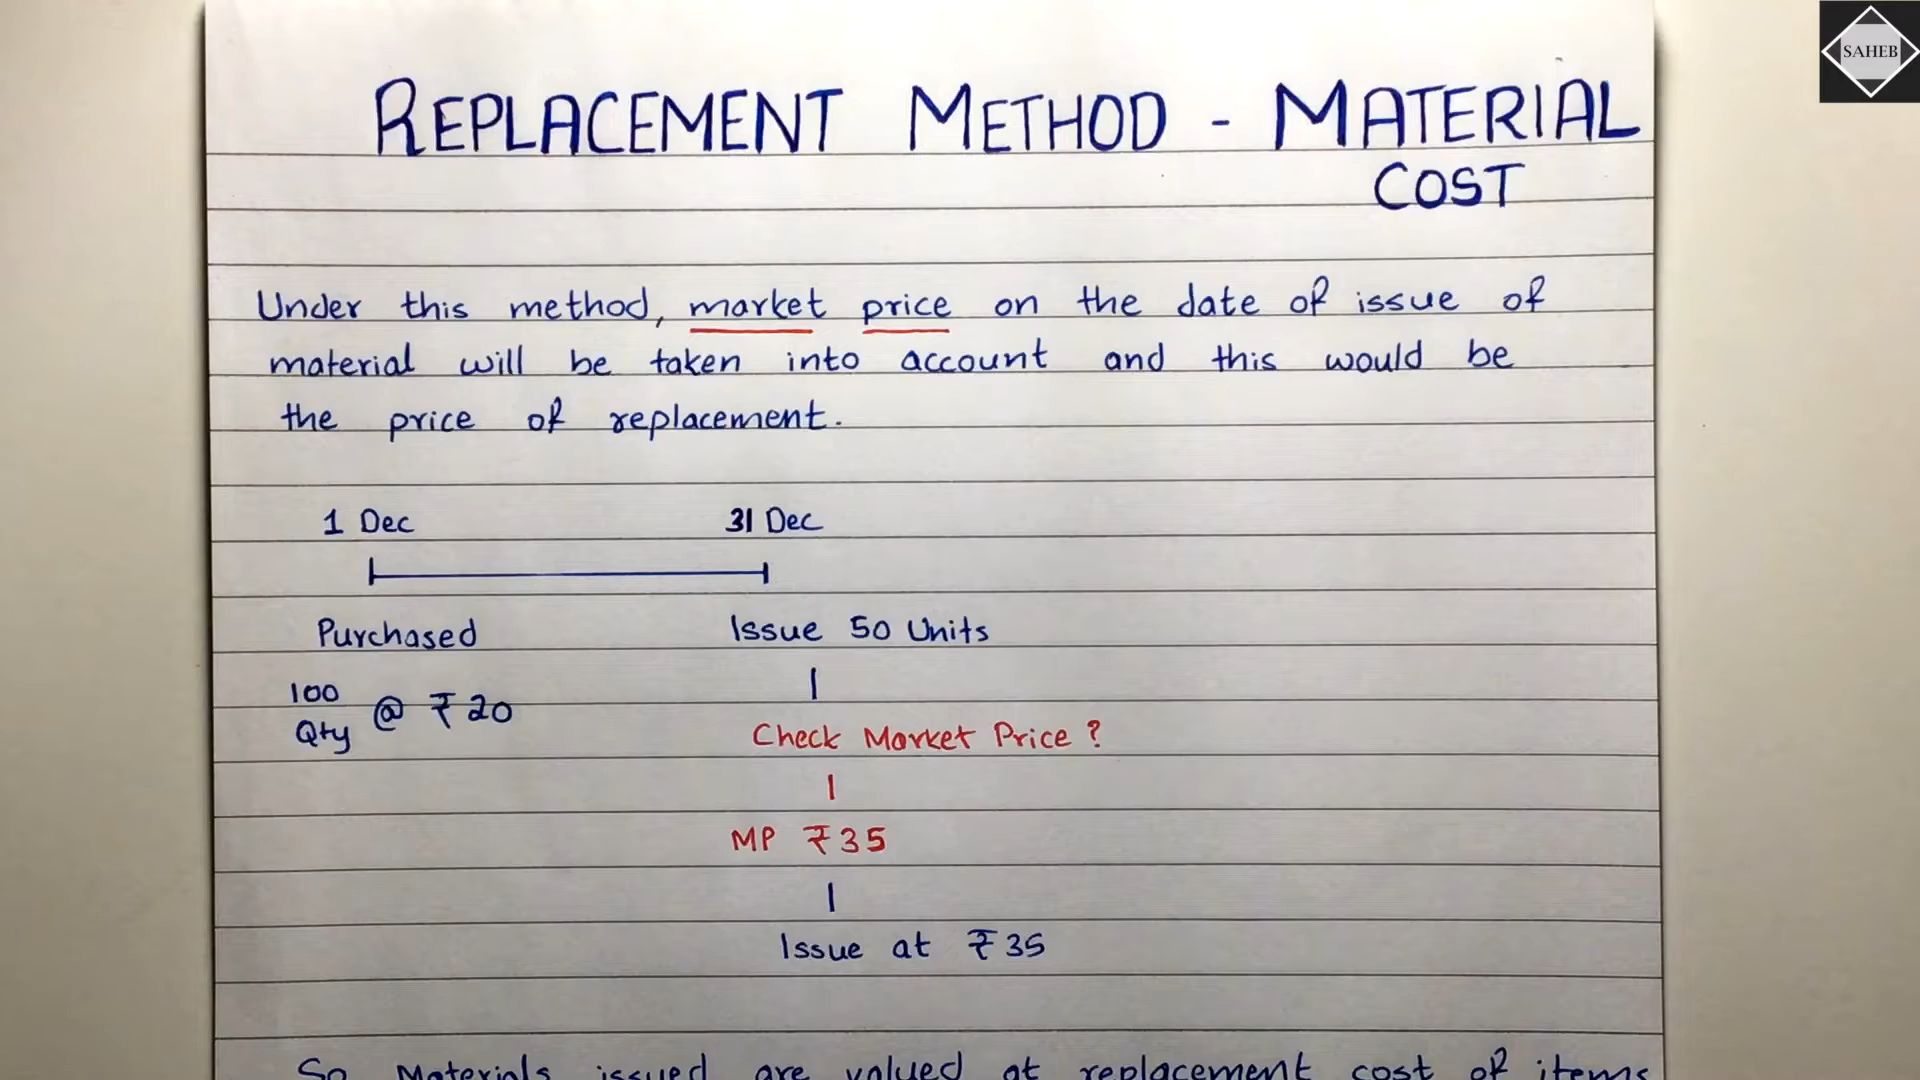 SAHEB
REPLACEMENT METHOD - MATERIAL
COST
Under this method, market price on the date of issue of
material will be taken into account and this would be
the price of replacement.
1 Dec 31 Dec
Purchased Issue 50 Units
100
Qty @ ₹20
Check Market Price ?
MP ₹35
Issue at ₹35
So Materials issued are valued at replacement cost of items